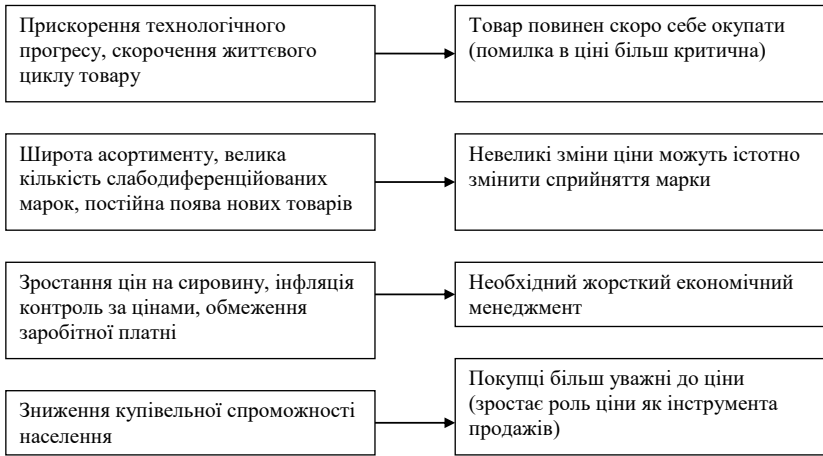 Прискорення технологічного
прогресу, скорочення життєвого
циклу товару
Товар повинен скоро себе окупати
(помилка в ціні більш критична)
Широта асортименту, велика
кількість слабодиференційованих
марок, постійна поява нових товарів
Невеликі зміни ціни можуть істотно
змінити сприйняття марки
Зростання цін на сировину, інфляція
контроль за цінами, обмеження
заробітної платні
Необхідний жорсткий економічний
менеджмент
Зниження купівельної спроможності
населення
Покупці більш уважні до ціни
(зростає роль ціни як інструмента
продажів)